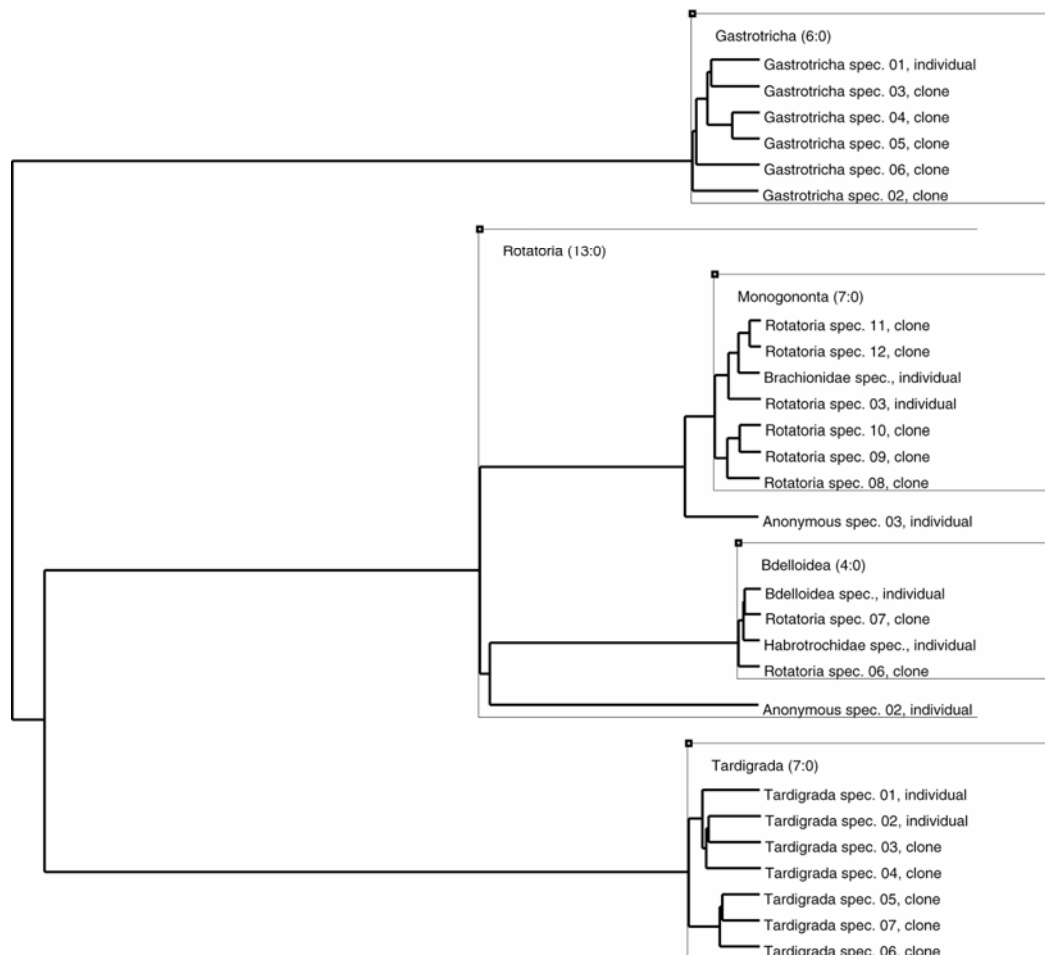 Gastrotricha (6:0)
Gastrotricha spec. 01, individual
Gastrotricha spec. 03, clone
Gastrotricha spec. 04, clone
Gastrotricha spec. 05, clone
Gastrotricha spec. 06, clone
Gastrotricha spec. 02, clone
Rotatoria (13:0)
Monogononta (7:0)
Rotatoria spec. 11, clone
Rotatoria spec. 12, clone
Brachionidae spec., individual
Rotatoria spec. 03, individual
Rotatoria spec. 10, clone
Rotatoria spec. 09, clone
Rotatoria spec. 08, clone
Anonymous spec. 03, individual
Bdelloidea (4:0)
Bdelloidea spec., individual
Rotatoria spec. 07, clone
Habrotrochidae spec., individual
Rotatoria spec. 06, clone
Anonymous spec. 02, individual
Tardigrada (7:0)
Tardigrada spec. 01, individual
Tardigrada spec. 02, individual
Tardigrada spec. 03, clone
Tardigrada spec. 04, clone
Tardigrada spec. 05, clone
Tardigrada spec. 07, clone
Tardigrada spec. 06, clone